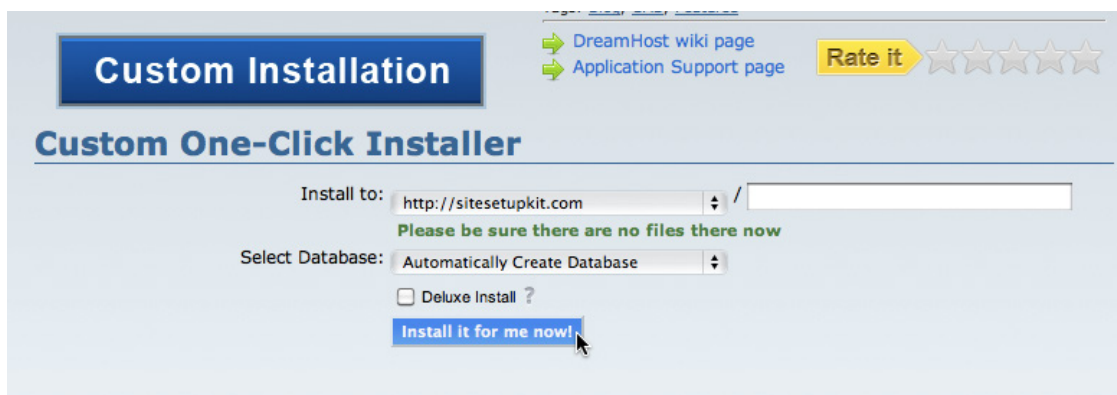 DreamHost wiki page
Application Support page
Rate it
Custom Installation
Custom One-Click Installer
Install to: http://sitesetupkit.com /
Please be sure there are no files there now
Select Database: Automatically Create Database
Deluxe Install ?
Install it for me now!